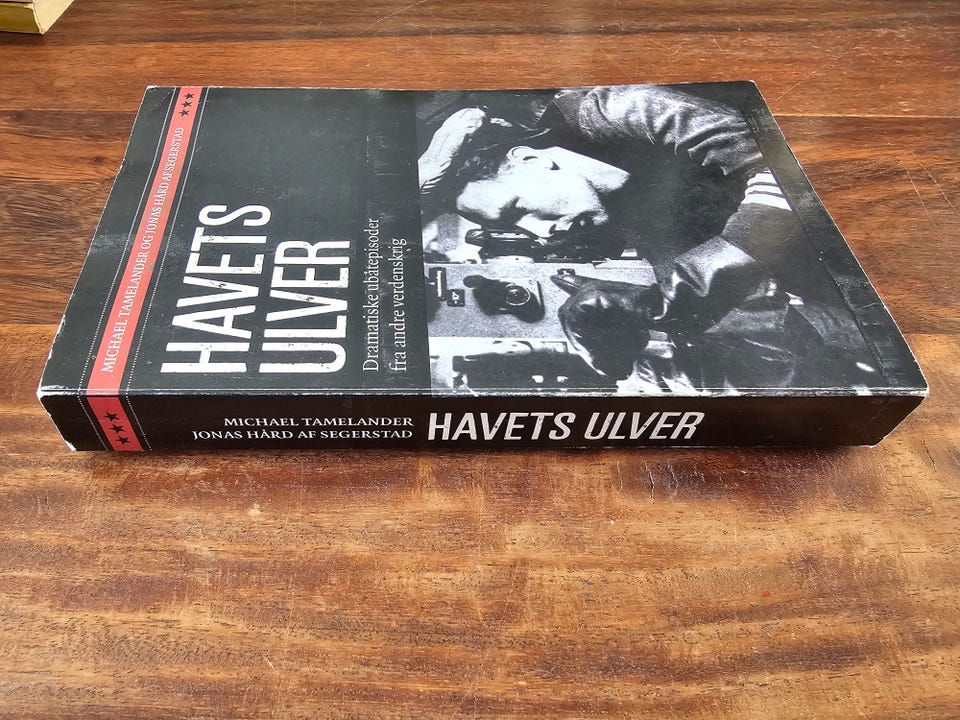 MICHAEL TAMELANDER OG JONAS HÅRD AF SEGERSTAD
HAVETS
ULVER
Dramatiske ubåtepisoder
fra andre verdenskrig
MICHAEL TAMELANDER
JONAS HÅRD AF SEGERSTAD
HAVETS ULVER